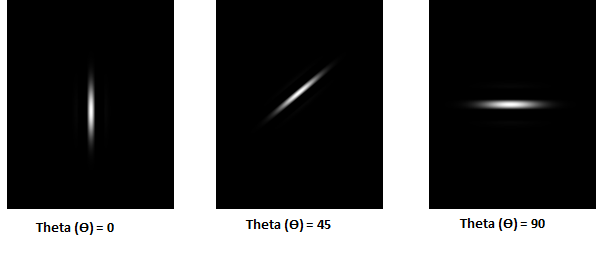 Theta (Ө) = 0
Theta (Ө) = 45
Theta (Ө) = 90